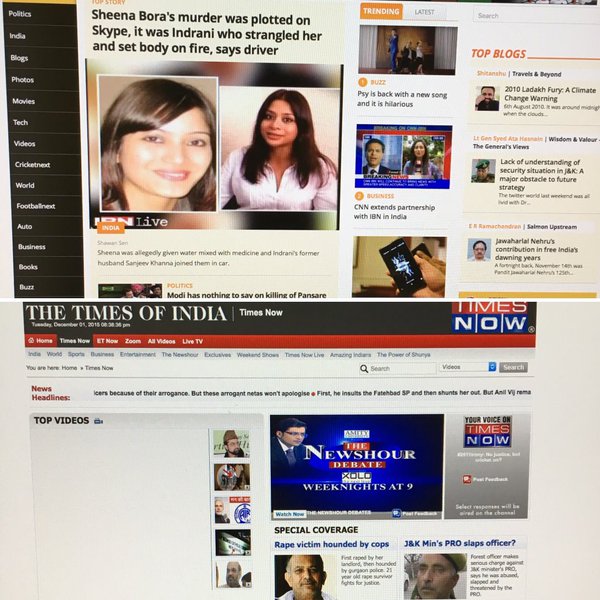 TOP STORY
Sheena Bora's murder was plotted on
Skype, it was Indrani who strangled her
and set body on fire, says driver
Politics
India
Blogs
Photos
Movies
Tech
Videos
Cricketnext
World
Footballnext
Auto
Business
Books
Buzz
IBN Live
INDIA
Shawan Sen
Sheena was allegedly given water mixed with medicine and Indrani's former
husband Sanjeev Khanna joined them in car.
POLITICS
Modi has nothing to say on killing of Pansare
TRENDING
LATEST
1 BUZZ
Psy is back with a new song
and it is hilarious
BREAKING ON CNN-IBN
2 BUSINESS
CNN extends partnership
with IBN in India
Search
TOP BLOGS
Shitanshu | Travels & Beyond
2010 Ladakh Fury: A Climate
Change Warning
6th August 2010. It was around midnigh
when the clouds...
Lt Gen Syed Ata Hasnain | Wisdom & Valour -
The General's Views
Lack of understanding of
security situation in J&K: A
major obstacle to future
strategy
The twitter world last weekend was all
livid with Dr...
E R Ramachandran | Salmon Upstream
Jawaharlal Nehru's
contribution in free India's
dawning years
A fortnight back, November 14th was
Pandit Jawaharlal Nehru's 125th...
THE TIMES OF INDIA | Times Now
Tuesday, December 01, 2015 08:38:36 pm
TIMES
NOW
Home Times Now ET Now Zoom All Videos Live TV
India World Sports Business Entertainment The Newshour Exclusives Weekend Shows Times Now Live Amazing Indians The Power of Shunya
You are here: Home » Times Now
Search
Videos
Search
News
Headlines:
icers because of their arrogance. But these arrogant netas won't apologise • First, he insults the Fatehbad SP and then shunts her out. But Anil Vij rema
TOP VIDEOS
AMITY
THE
NEWSHOUR
DEBATE
XOLO
WEEKNIGHTS AT 9
Watch Now
THE NEWSHOUR DEBATES
Post Feedback
YOUR VOICE ON
TIMES
NOW
cricket on?
Post Feedback
Select responses will be
aired on the channel
SPECIAL COVERAGE
Rape victim hounded by cops
First raped by her
landlord, then hounded
by gurgaon police. 21
year old rape survivor
fights for justice.
J&K Min's PRO slaps officer?
Forest officer makes
serious charge against
J&K minister's PRO,
says he was abused,
slapped and
threatened by the
PRO.